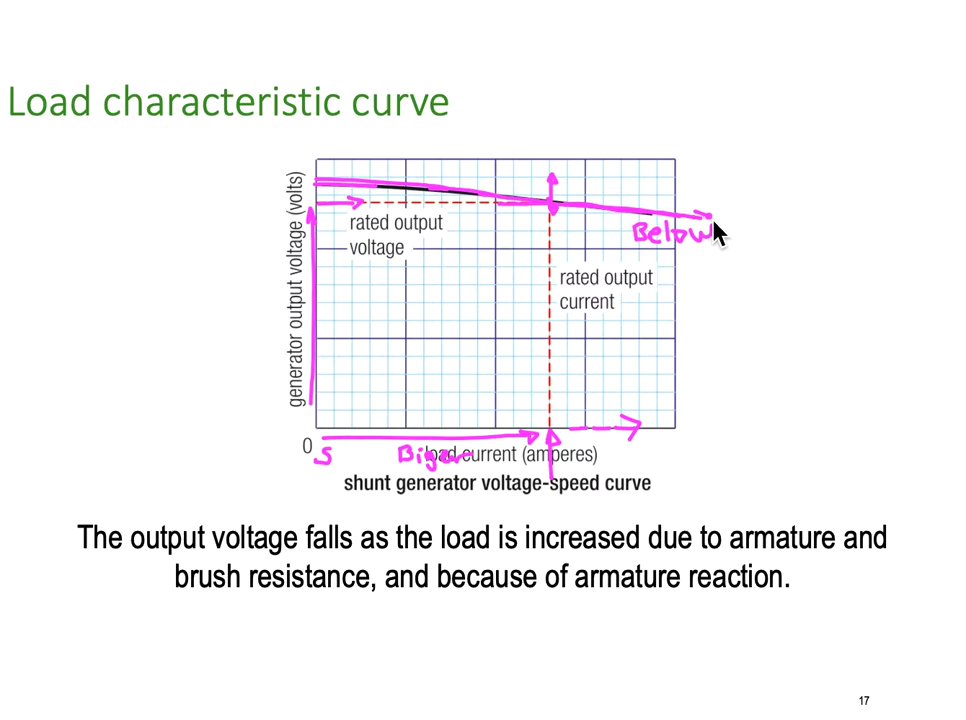 Load characteristic curve
generator output voltage (volts)
rated output
voltage
Below
rated output
current
0
S
Biger
load current (amperes)
shunt generator voltage-speed curve
The output voltage falls as the load is increased due to armature and
brush resistance, and because of armature reaction.
17